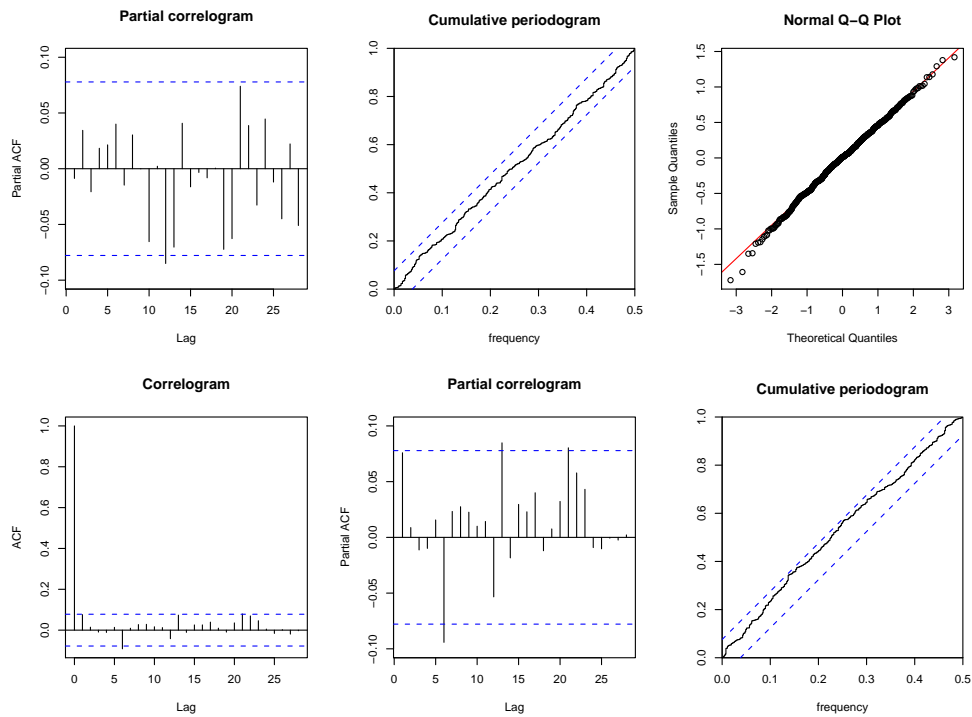 Partial correlogram
Partial ACF
0.10
0.05
0.00
−0.05
−0.10
0 5 10 15 20 25
Lag
Cumulative periodogram
1.0
0.8
0.6
0.4
0.2
0.0
0.0 0.1 0.2 0.3 0.4 0.5
frequency
Normal Q−Q Plot
Sample Quantiles
1.5
1.0
0.5
0.0
−0.5
−1.0
−1.5
−3 −2 −1 0 1 2 3
Theoretical Quantiles
Correlogram
ACF
1.0
0.8
0.6
0.4
0.2
0.0
0 5 10 15 20 25
Lag
Partial correlogram
Partial ACF
0.10
0.05
0.00
−0.05
−0.10
0 5 10 15 20 25
Lag
Cumulative periodogram
1.0
0.8
0.6
0.4
0.2
0.0
0.0 0.1 0.2 0.3 0.4 0.5
frequency